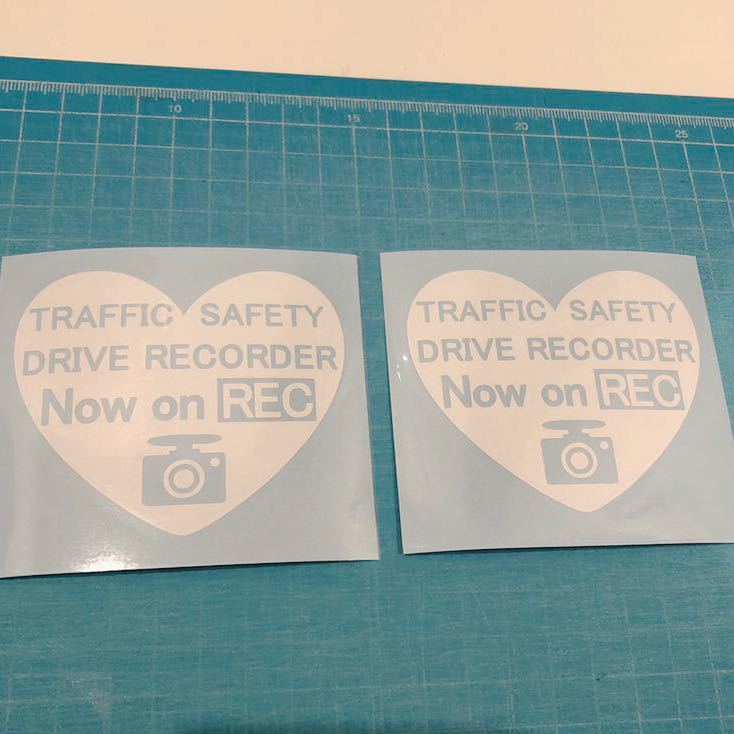 10 15 20 25
TRAFFIC SAFETY
DRIVE RECORDER
Now on REC
TRAFFIC SAFETY
DRIVE RECORDER
Now on REC